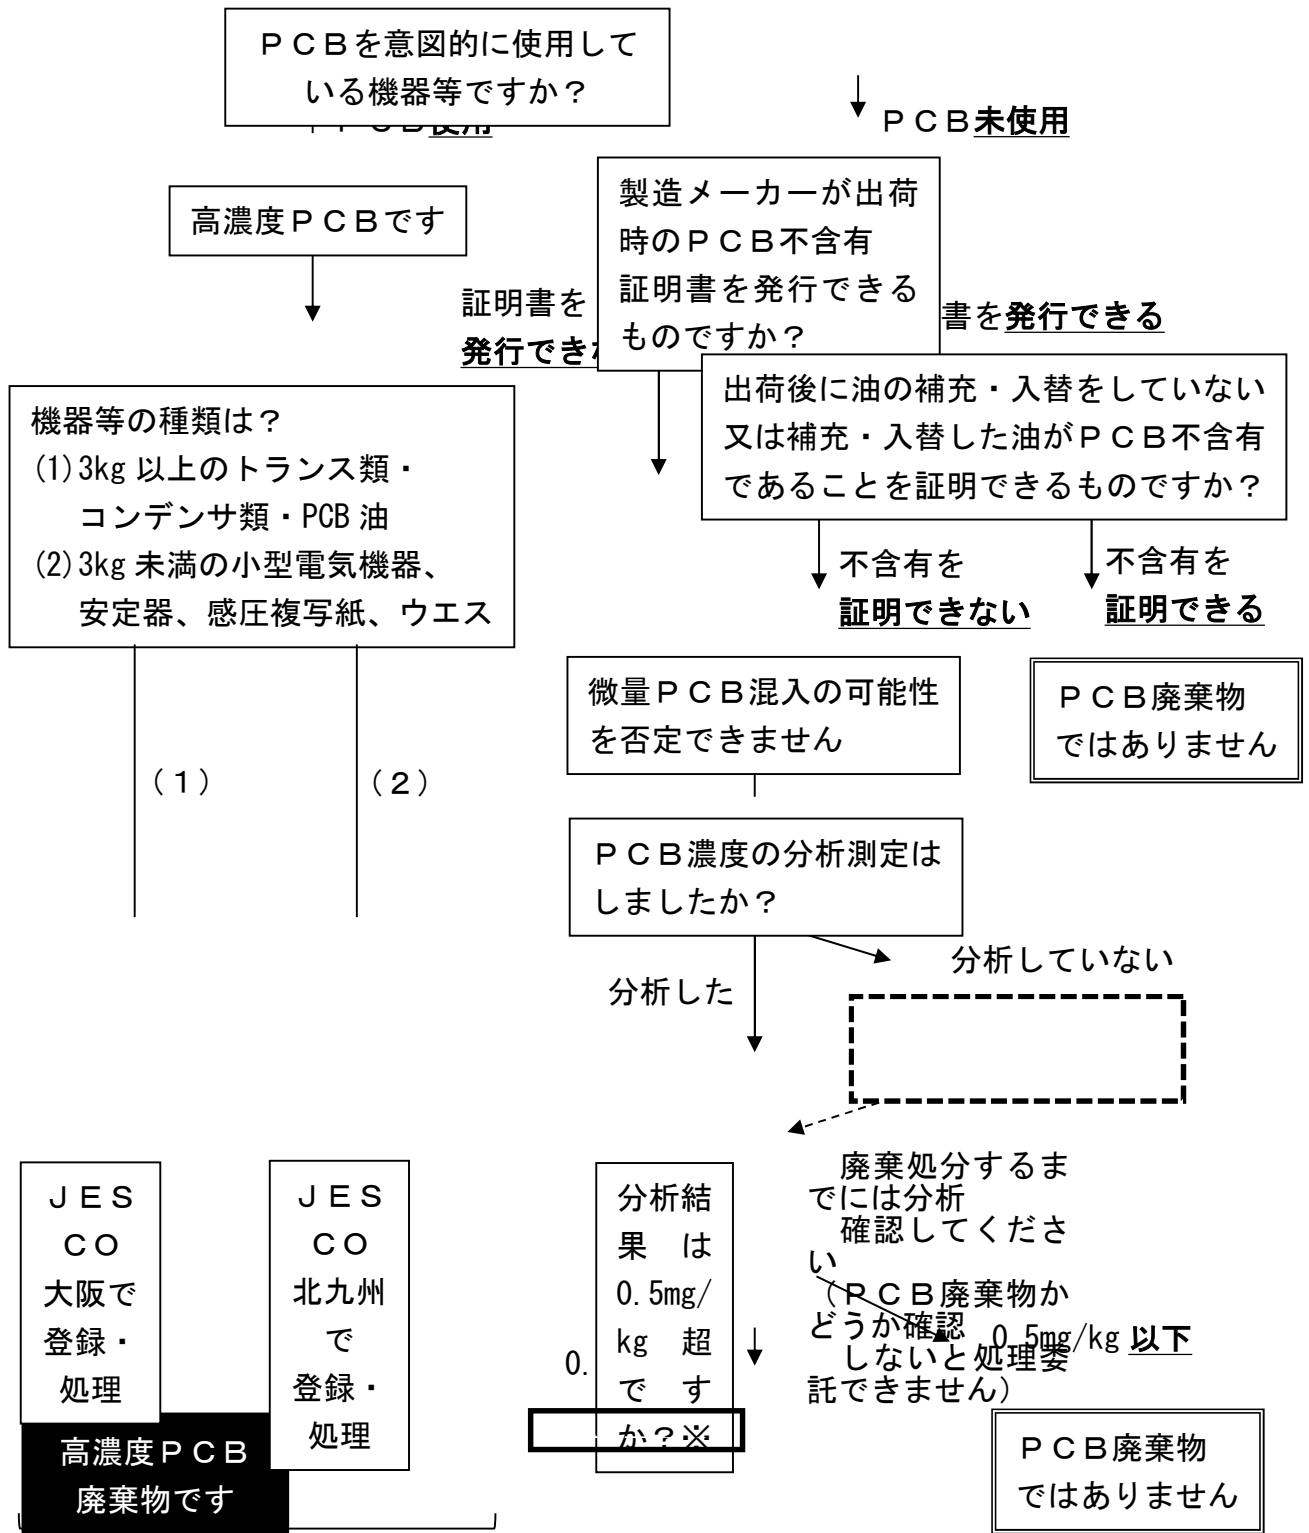 ＰＣＢを意図的に使用して
いる機器等ですか？
ＰＣＢ未使用
高濃度ＰＣＢです
製造メーカーが出荷
時のＰＣＢ不含有
証明書を発行できる
ものですか？
証明書を
発行でき
書を発行できる
出荷後に油の補充・入替をしていない
又は補充・入替した油がＰＣＢ不含有
であることを証明できるものですか？
機器等の種類は？
(1)3kg 以上のトランス類・
コンデンサ類・PCB 油
(2)3kg 未満の小型電気機器、
安定器、感圧複写紙、ウエス
不含有を
証明できない
不含有を
証明できる
微量ＰＣＢ混入の可能性
を否定できません
ＰＣＢ廃棄物
ではありません
（１）
（２）
ＰＣＢ濃度の分析測定は
しましたか？
分析していない
分析した
ＪＥＳ
ＣＯ
大阪で
登録・
処理
ＪＥＳ
ＣＯ
北九州
で
登録・
処理
分析結
果は
0.5mg/
kg 超
です
か？※
0.
廃棄処分するま
でには分析
確認してくださ
い
（ＰＣＢ廃棄物か
どうか確認
しないと処理委
託できません）
0.5mg/kg 以下
高濃度ＰＣＢ
廃棄物です
ＰＣＢ廃棄物
ではありません